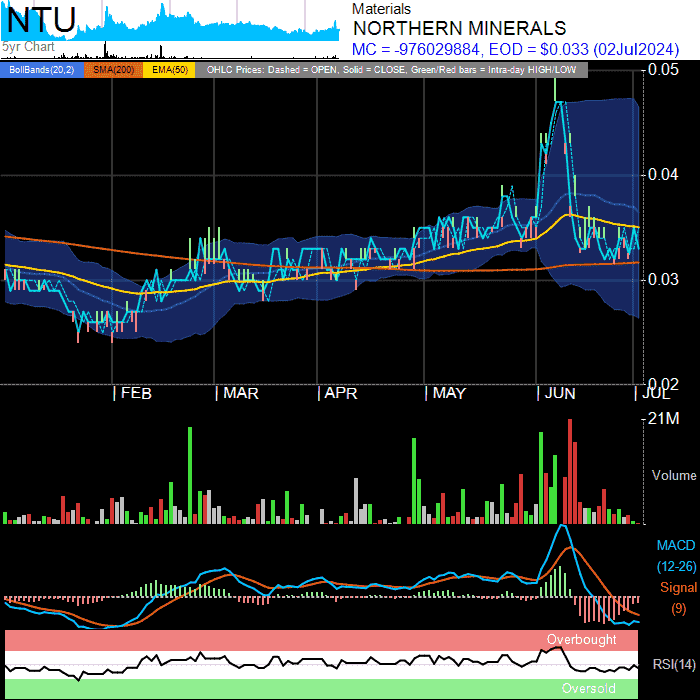 NTU
5yr Chart
Materials
NORTHERN MINERALS
MC = -976029884, EOD = $0.033 (02Jul2024)
BollBands(20,2) SMA(200) EMA(50) OHLC Prices: Dashed = OPEN, Solid = CLOSE, Green/Red bars = Intra-day HIGH/LOW
0.05
0.04
0.03
0.02
FEB MAR APR MAY JUN JUL
21M
Volume
MACD
(12-26)
Signal
(9)
Overbought
RSI(14)
Oversold